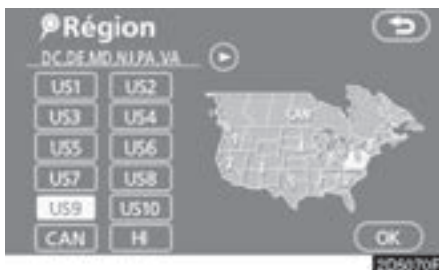 Région
DC,DE,MD,NJ,PA,VA
US1 US2
US3 US4
US5 US6
US7 US8
US9 US10
CAN HI
CAN
OK